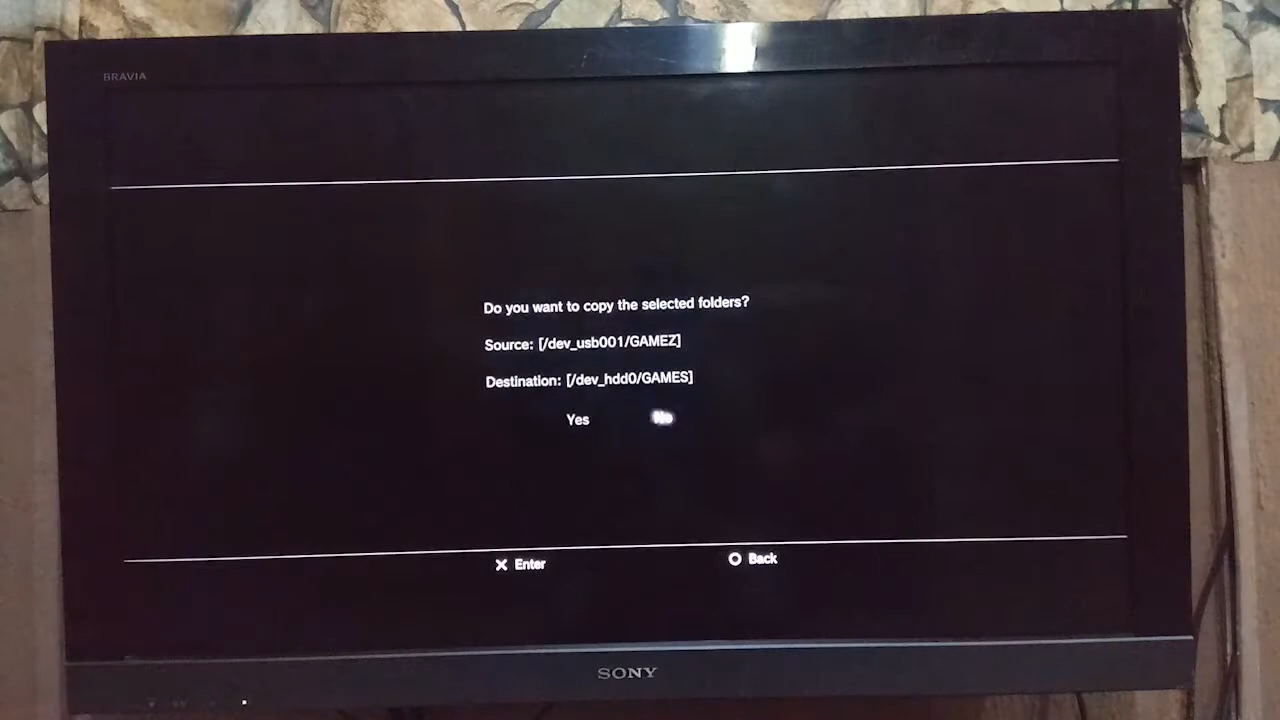 BRAVIA
Do you want to copy the selected folders?
Source: [/dev_usb001/GAMEZ]
Destination: [/dev_hdd0/GAMES]
Yes No
Enter Back
SONY